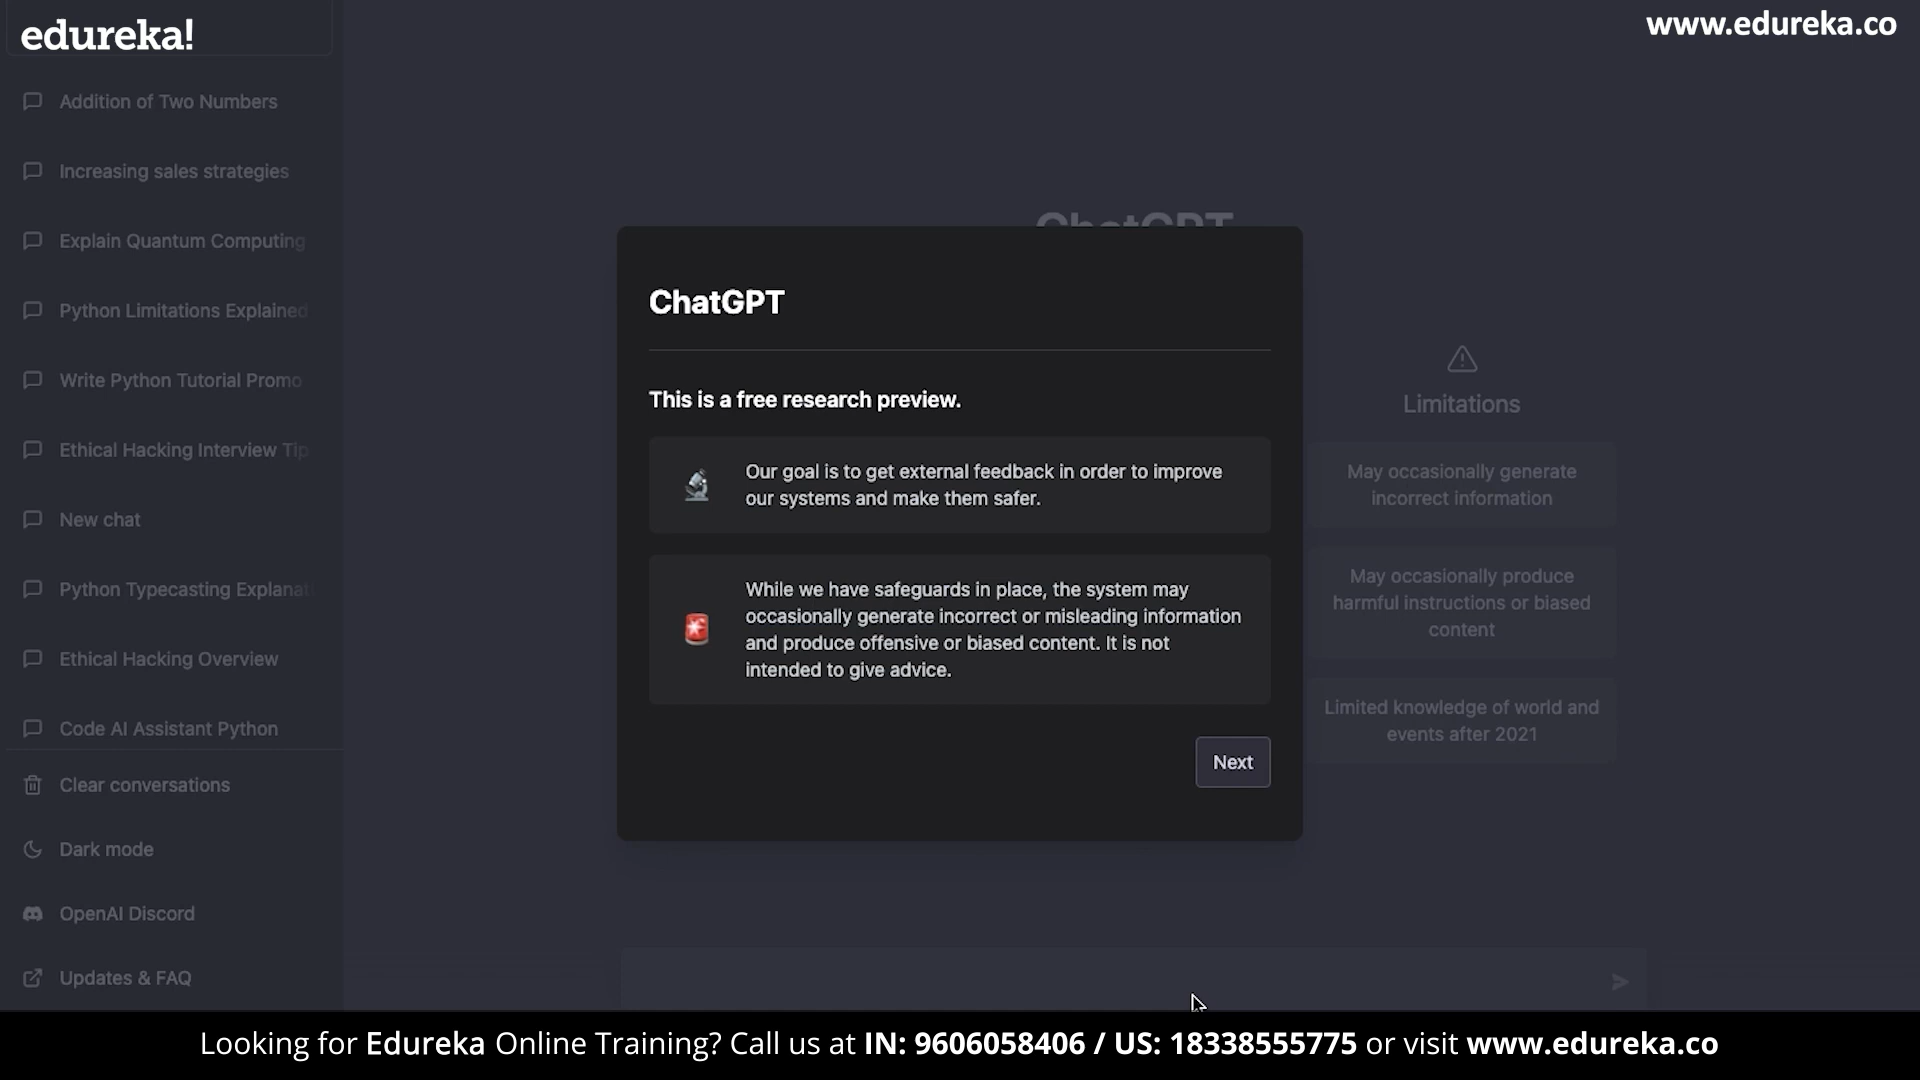 edureka!
www.edureka.co
Addition of Two Numbers
Increasing sales strategies
Explain Quantum Computing
Python Limitations Explained
Write Python Tutorial Promo
Ethical Hacking Interview Tip
New chat
Python Typecasting Explanat
Ethical Hacking Overview
Code AI Assistant Python
Clear conversations
Dark mode
OpenAI Discord
Updates & FAQ
ChatGPT
ChatGPT
This is a free research preview.
Our goal is to get external feedback in order to improve
our systems and make them safer.
While we have safeguards in place, the system may
occasionally generate incorrect or misleading information
and produce offensive or biased content. It is not
intended to give advice.
Next
Limitations
May occasionally generate
incorrect information
May occasionally produce
harmful instructions or biased
content
Limited knowledge of world and
events after 2021
Looking for Edureka Online Training? Call us at IN: 9606058406 / US: 18338555775 or visit www.edureka.co